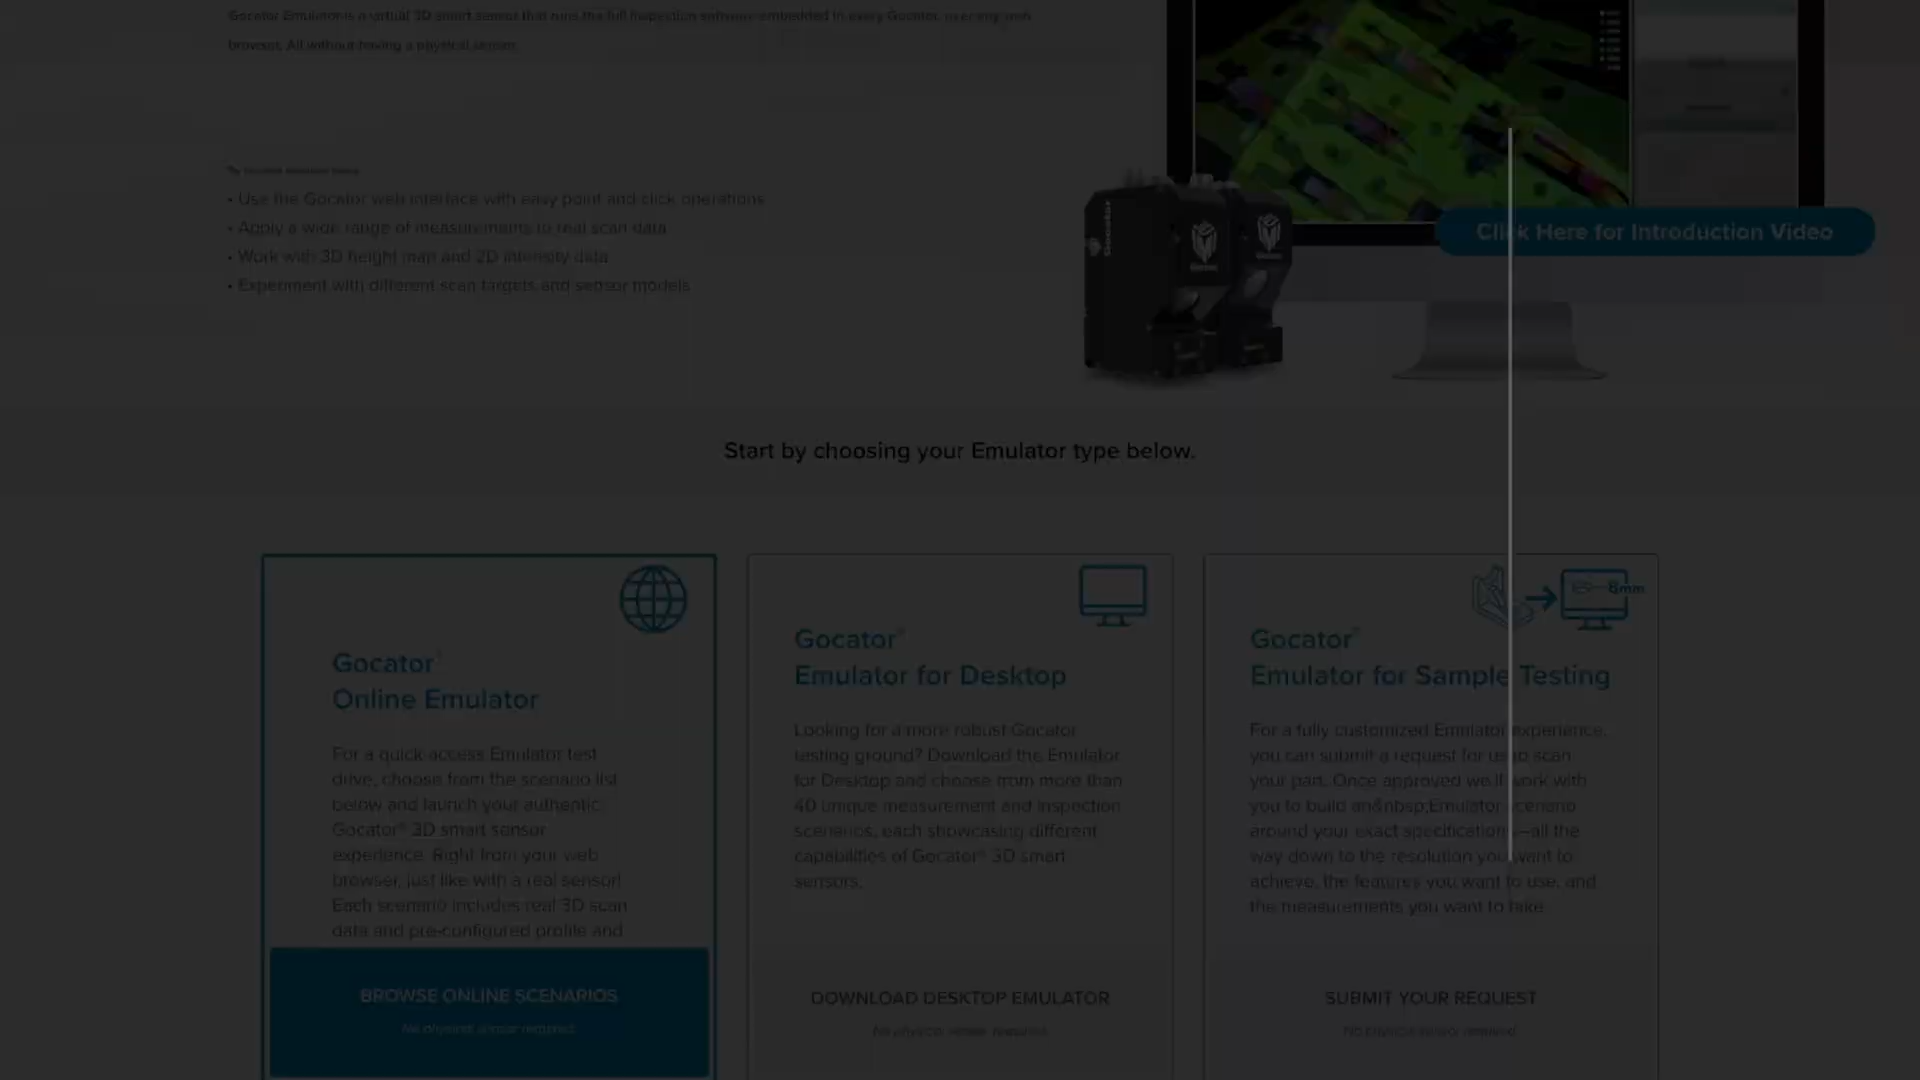 Gocator Emulator is a virtual 3D smart sensor that runs the full inspection software embedded in every Gocator, over any web
browser. All without having a physical sensor.
• Use the Gocator web interface with easy point and click operations
• Apply a wide range of measurements to real scan data
• Work with 3D height map and 2D intensity data
• Experiment with different scan targets and sensor models
Gocator
Click Here for Introduction Video
Start by choosing your Emulator type below.
Gocator®
Online Emulator
For a quick-access Emulator test
drive, choose from the scenario list
below and launch your authentic
Gocator® 3D smart sensor
experience. Right from your web
browser, just like with a real sensor!
Each scenario includes real 3D scan
data and pre-configured profile and
BROWSE ONLINE SCENARIOS
No physical sensor required.
Gocator®
Emulator for Desktop
Looking for a more robust Gocator
testing ground? Download the Emulator
for Desktop and choose from more than
40 unique measurement and inspection
scenarios, each showcasing different
capabilities of Gocator® 3D smart
sensors.
DOWNLOAD DESKTOP EMULATOR
No physical sensor required.
8mm
Gocator®
Emulator for Sample Testing
For a fully customized Emulator experience,
you can submit a request for us to scan
your part. Once approved we'll work with
you to build an&nbsp;Emulator scenario
around your exact specifications—all the
way down to the resolution you want to
achieve, the features you want to use, and
the measurements you want to take.
SUBMIT YOUR REQUEST
No physical sensor required.